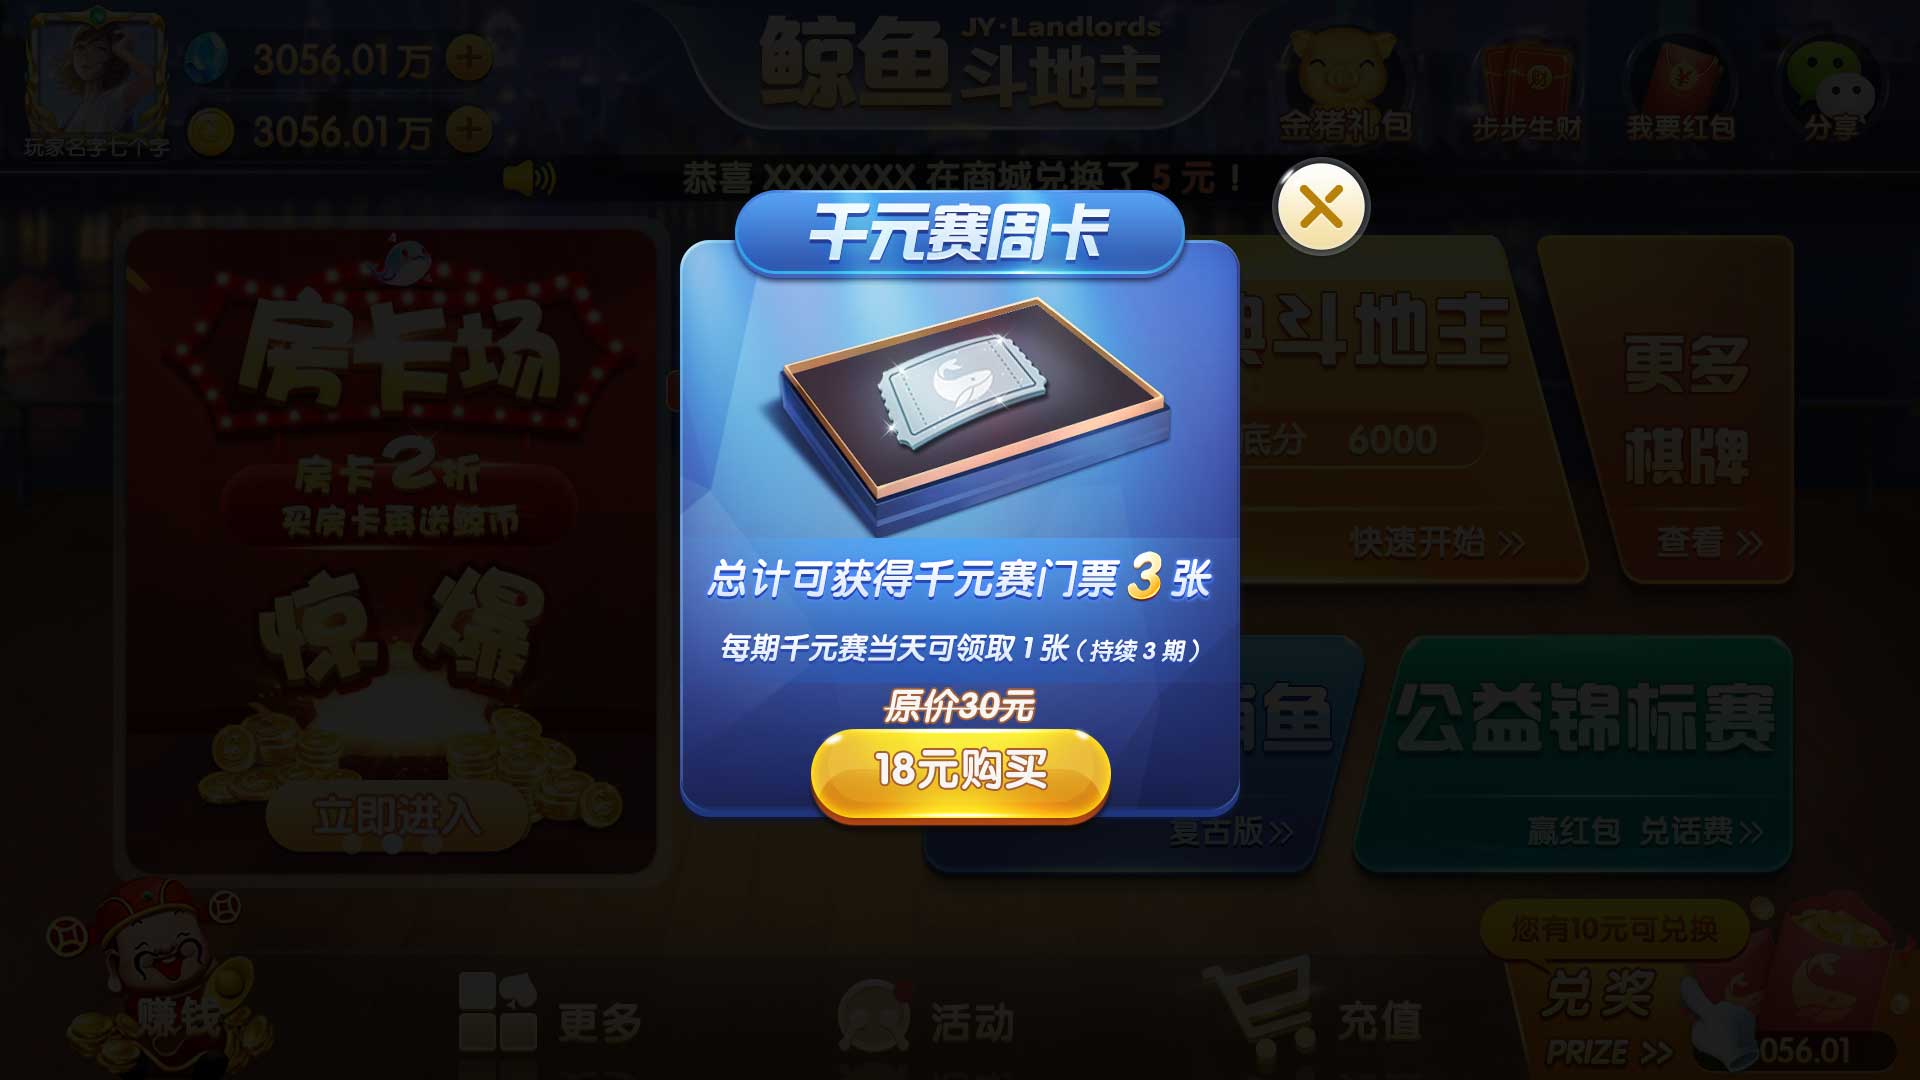 3056.01万
3056.01万
玩家名字七个字
鲸鱼
JY·Landlords
斗地主
金猪礼包
步步生财
我要红包
分享
恭喜 XXXXXXX 在商城兑换了 5 元！
千元赛周卡
总计可获得千元赛门票 3 张
每期千元赛当天可领取 1 张（持续 3 期）
原价30元
18元购买
房卡场
房卡2折
买房卡再送鲸币
惊爆
立即进入
斗地主
底分 6000
快速开始 >>
更多
棋牌
查看 >>
鱼
复古版>>
公益锦标赛
赢红包 兑话费>>
赚钱
更多
活动
充值
您有10元可兑换
兑奖
PRIZE >>
056.01